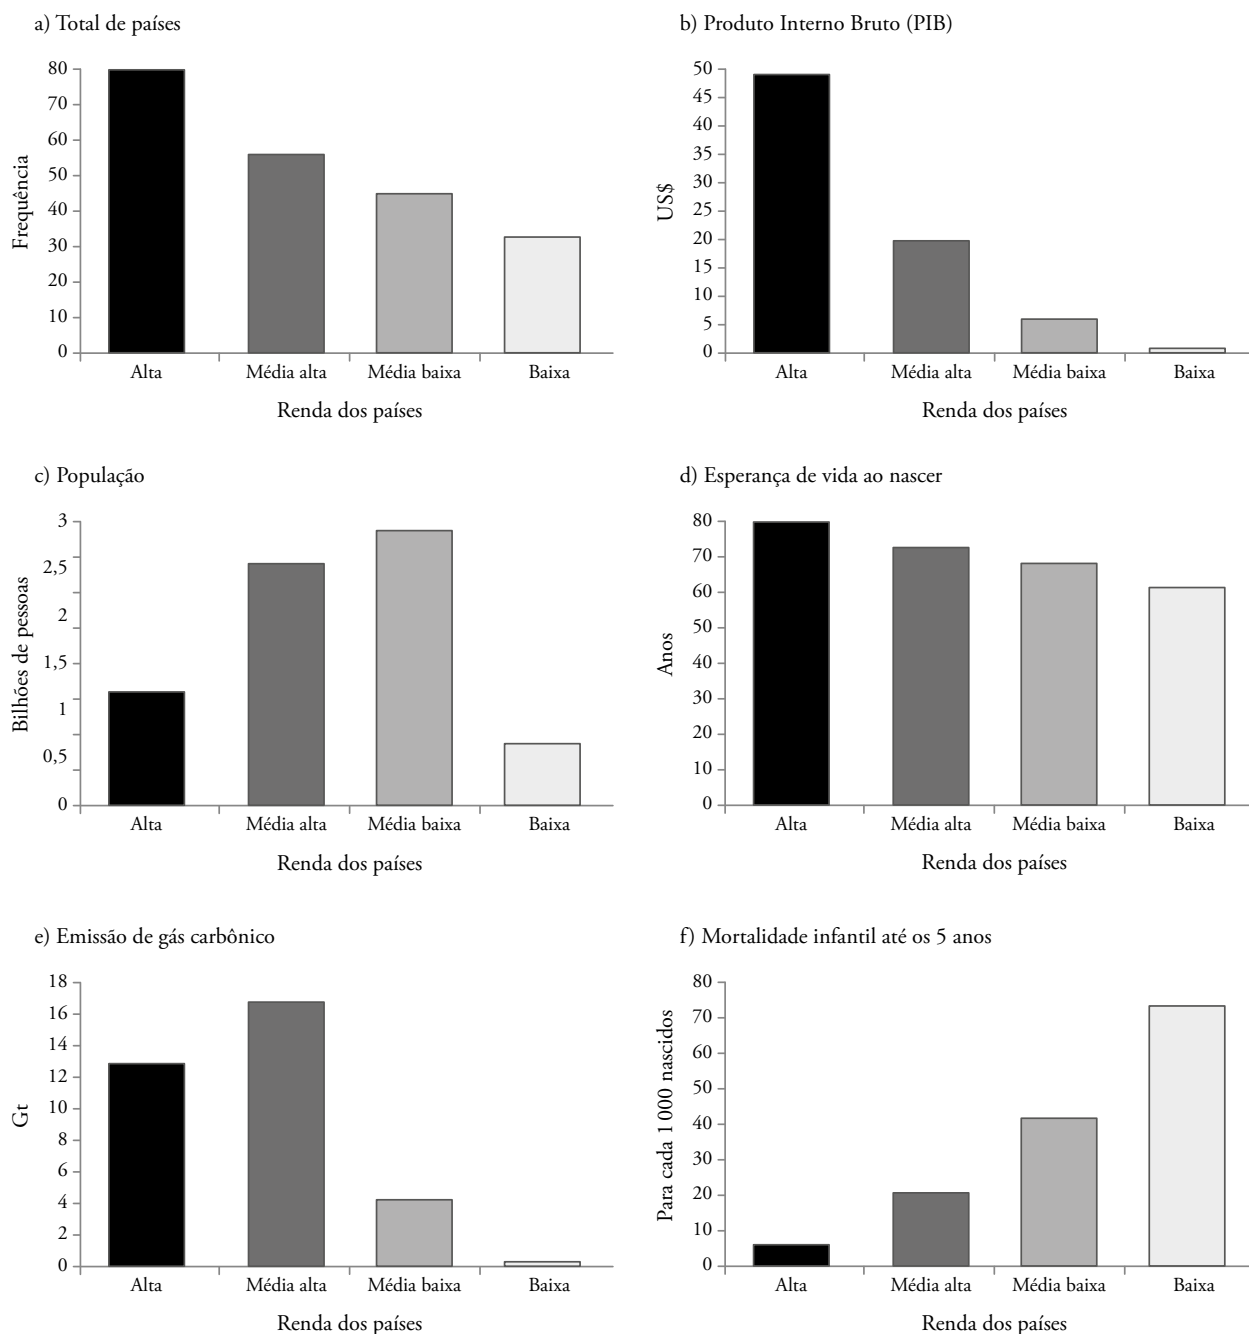 a) Total de países
80
70
60
50
40
30
20
10
0
Frequência
Alta Média alta Média baixa Baixa
Renda dos países
b) Produto Interno Bruto (PIB)
50
45
40
35
30
25
20
15
10
5
0
US$
Alta Média alta Média baixa Baixa
Renda dos países
c) População
3
2,5
2
1,5
1
0,5
0
Bilhões de pessoas
Alta Média alta Média baixa Baixa
Renda dos países
d) Esperança de vida ao nascer
80
70
60
50
40
30
20
10
0
Anos
Alta Média alta Média baixa Baixa
Renda dos países
e) Emissão de gás carbônico
18
16
14
12
10
8
6
4
2
0
Gt
Alta Média alta Média baixa Baixa
Renda dos países
f) Mortalidade infantil até os 5 anos
80
70
60
50
40
30
20
10
0
Para cada 1 000 nascidos
Alta Média alta Média baixa Baixa
Renda dos países